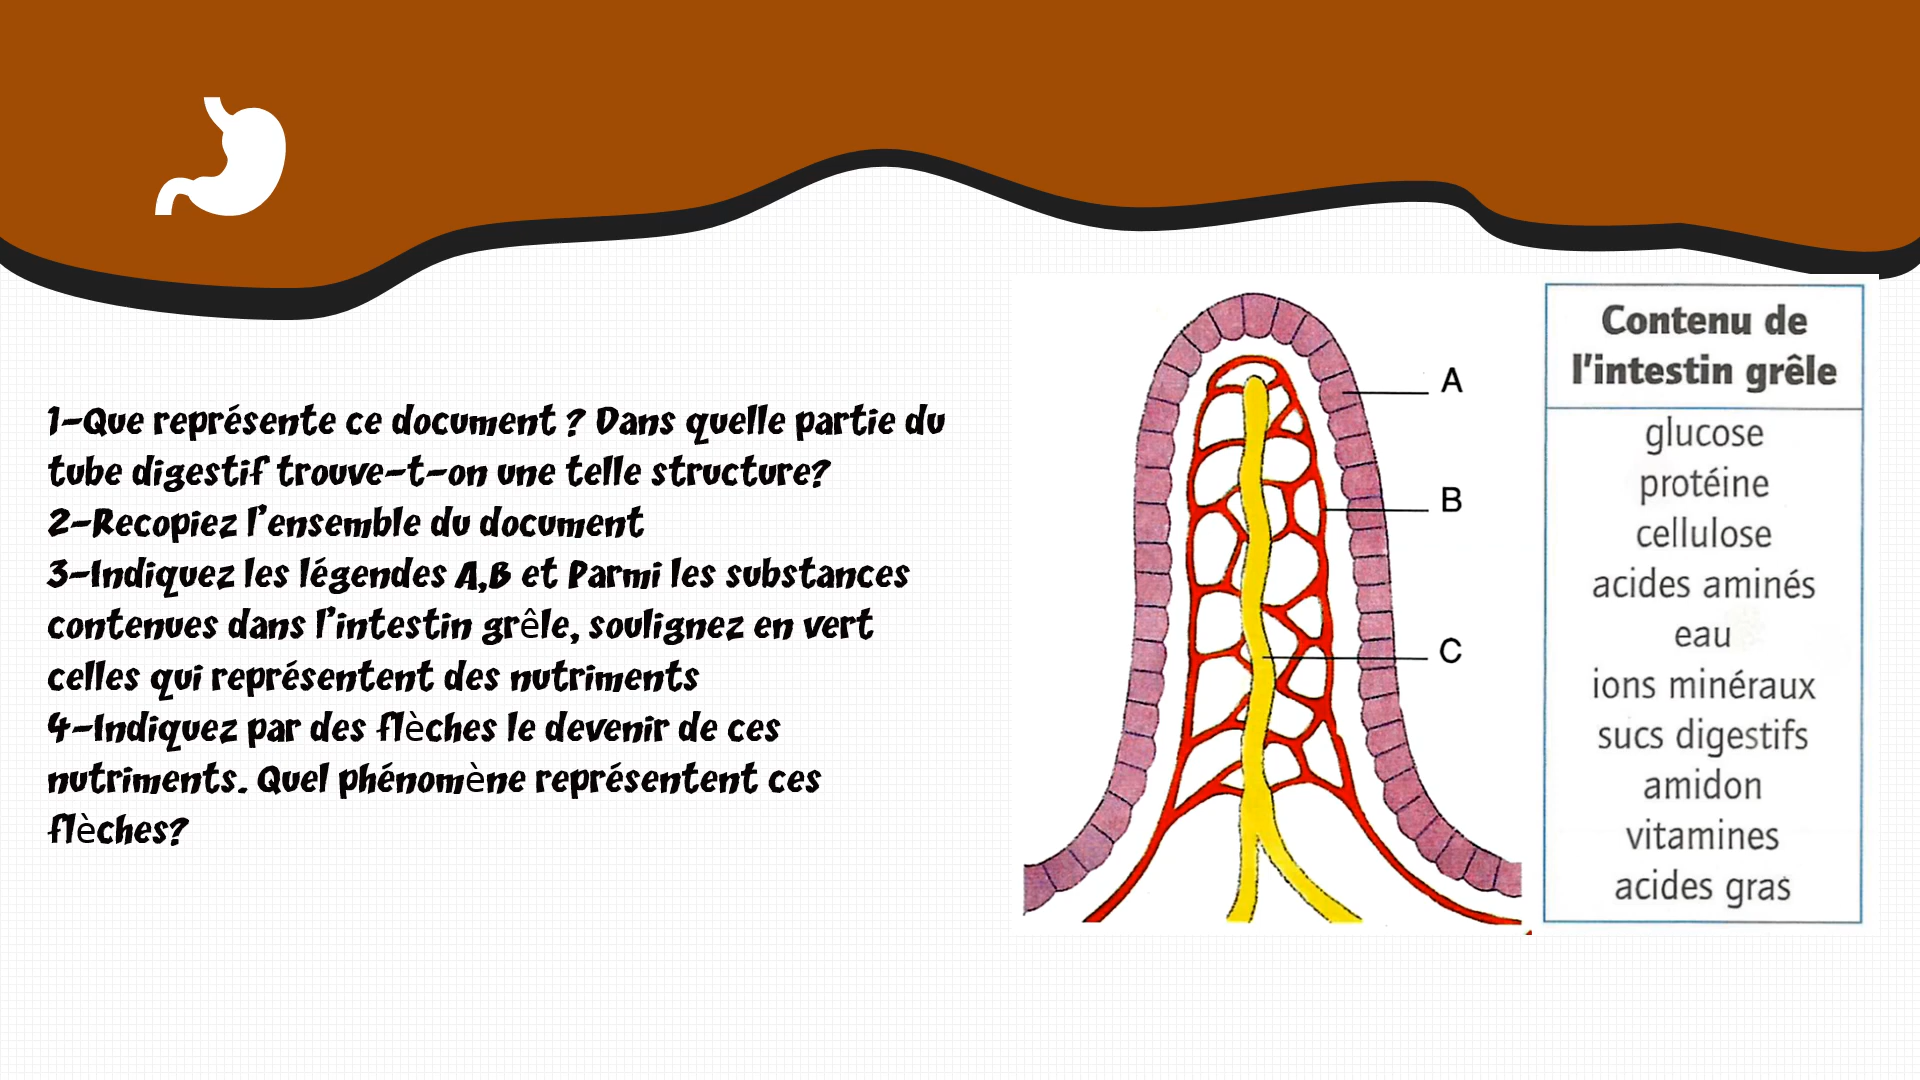 1-Que représente ce document ? Dans quelle partie du
tube digestif trouve-t-on une telle structure?
2-Recopiez l'ensemble du document
3-Indiquez les légendes A,B et Parmi les substances
contenues dans l'intestin grêle, soulignez en vert
celles qui représentent des nutriments
4-Indiquez par des flèches le devenir de ces
nutriments. Quel phénomène représentent ces
flèches?
A
B
C
Contenu de
l'intestin grêle
glucose
protéine
cellulose
acides aminés
eau
ions minéraux
sucs digestifs
amidon
vitamines
acides gras